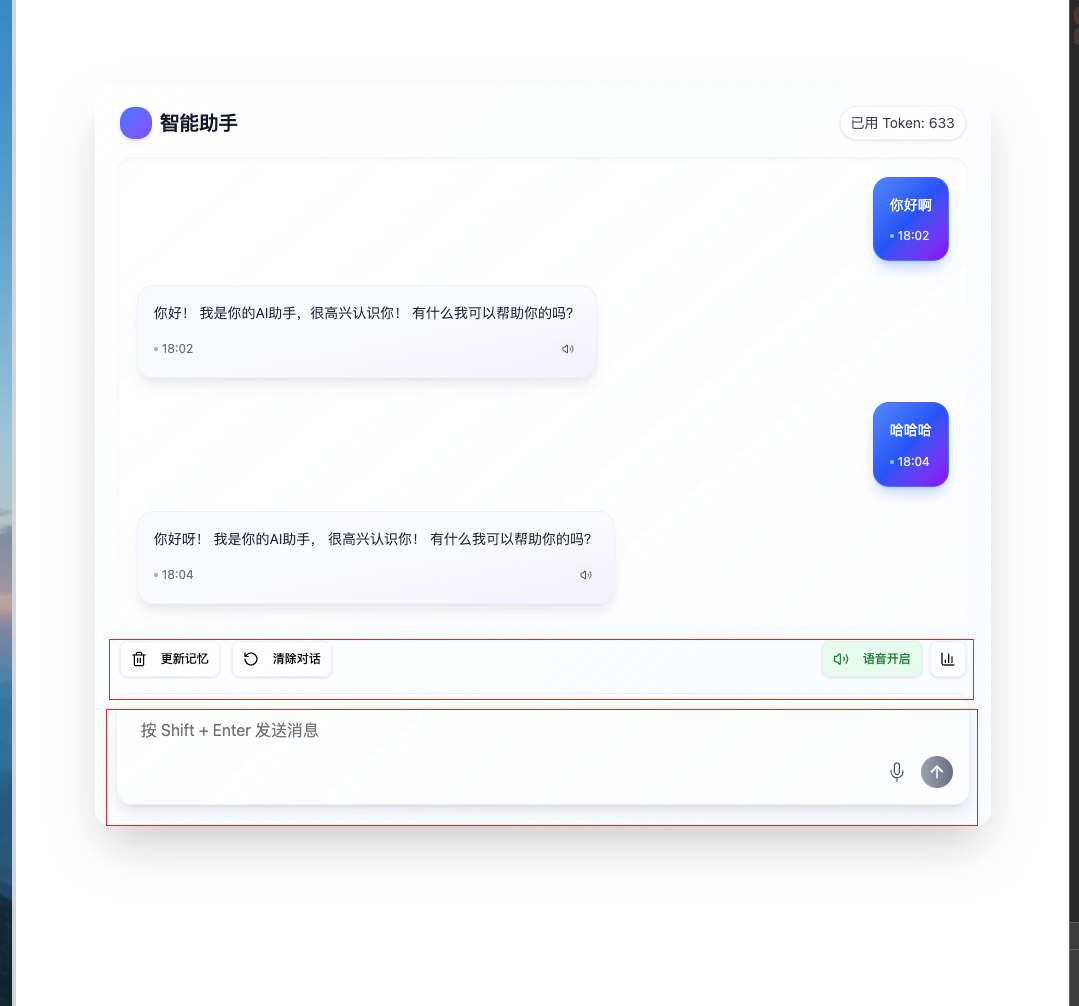 智能助手
已用 Token: 633
你好啊
18:02
你好！ 我是你的AI助手，很高兴认识你！ 有什么我可以帮助你的吗?
18:02
哈哈哈
18:04
你好呀！ 我是你的AI助手， 很高兴认识你！ 有什么我可以帮助你的吗?
18:04
更新记忆
清除对话
语音开启
按 Shift + Enter 发送消息